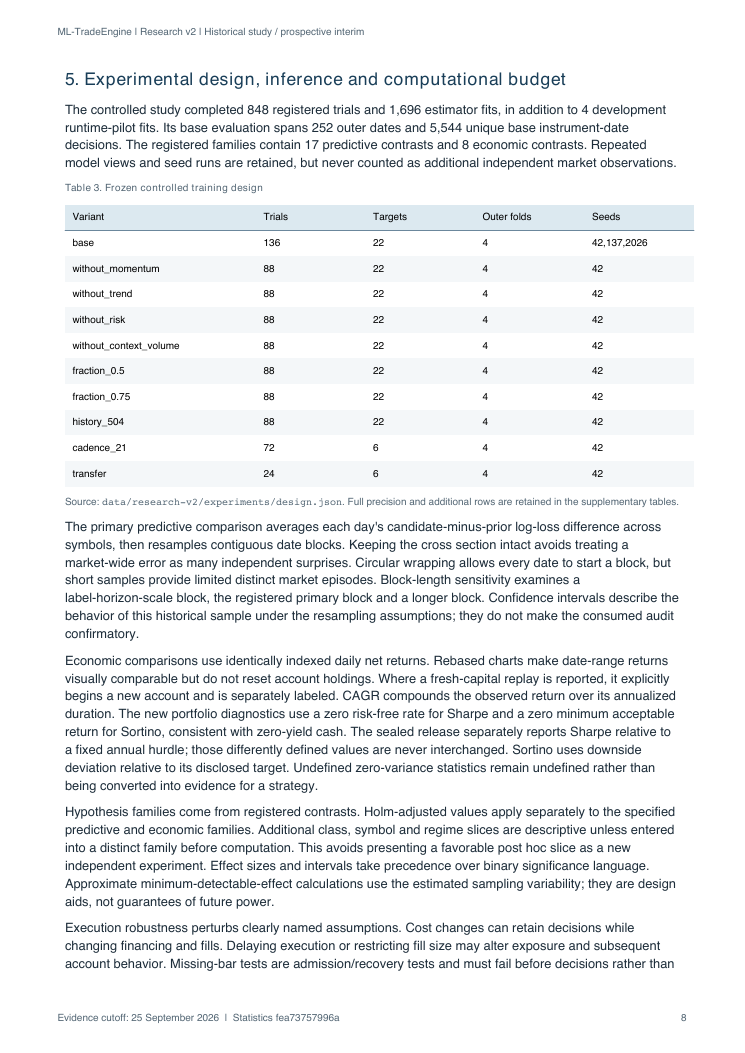 ML-TradeEngine | Research v2 | Historical study / prospective interim
5. Experimental design, inference and computational budget
The controlled study completed 848 registered trials and 1,696 estimator fits, in addition to 4 development
runtime-pilot fits. Its base evaluation spans 252 outer dates and 5,544 unique base instrument-date
decisions. The registered families contain 17 predictive contrasts and 8 economic contrasts. Repeated
model views and seed runs are retained, but never counted as additional independent market observations.
Table 3. Frozen controlled training design
Variant Trials Targets Outer folds Seeds
base 136 22 4 42,137,2026
without_momentum 88 22 4 42
without_trend 88 22 4 42
without_risk 88 22 4 42
without_context_volume 88 22 4 42
fraction_0.5 88 22 4 42
fraction_0.75 88 22 4 42
history_504 88 22 4 42
cadence_21 72 6 4 42
transfer 24 6 4 42
Source: data/research-v2/experiments/design.json. Full precision and additional rows are retained in the supplementary tables.
The primary predictive comparison averages each day's candidate-minus-prior log-loss difference across
symbols, then resamples contiguous date blocks. Keeping the cross section intact avoids treating a
market-wide error as many independent surprises. Circular wrapping allows every date to start a block, but
short samples provide limited distinct market episodes. Block-length sensitivity examines a
label-horizon-scale block, the registered primary block and a longer block. Confidence intervals describe the
behavior of this historical sample under the resampling assumptions; they do not make the consumed audit
confirmatory.
Economic comparisons use identically indexed daily net returns. Rebased charts make date-range returns
visually comparable but do not reset account holdings. Where a fresh-capital replay is reported, it explicitly
begins a new account and is separately labeled. CAGR compounds the observed return over its annualized
duration. The new portfolio diagnostics use a zero risk-free rate for Sharpe and a zero minimum acceptable
return for Sortino, consistent with zero-yield cash. The sealed release separately reports Sharpe relative to
a fixed annual hurdle; those differently defined values are never interchanged. Sortino uses downside
deviation relative to its disclosed target. Undefined zero-variance statistics remain undefined rather than
being converted into evidence for a strategy.
Hypothesis families come from registered contrasts. Holm-adjusted values apply separately to the specified
predictive and economic families. Additional class, symbol and regime slices are descriptive unless entered
into a distinct family before computation. This avoids presenting a favorable post hoc slice as a new
independent experiment. Effect sizes and intervals take precedence over binary significance language.
Approximate minimum-detectable-effect calculations use the estimated sampling variability; they are design
aids, not guarantees of future power.
Execution robustness perturbs clearly named assumptions. Cost changes can retain decisions while
changing financing and fills. Delaying execution or restricting fill size may alter exposure and subsequent
account behavior. Missing-bar tests are admission/recovery tests and must fail before decisions rather than
Evidence cutoff: 25 September 2026 | Statistics fea73757996a
8